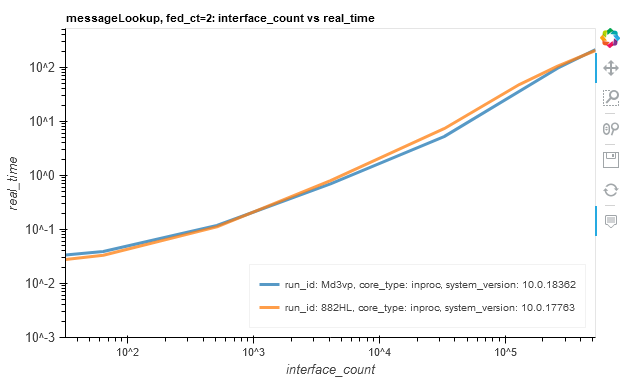 messageLookup, fed_ct=2: interface_count vs real_time
10^2
10^1
10^0
10^-1
10^-2
10^-3
real_time
run_id: Md3vp, core_type: inproc, system_version: 10.0.18362
run_id: 882HL, core_type: inproc, system_version: 10.0.17763
10^2
10^3
10^4
10^5
interface_count